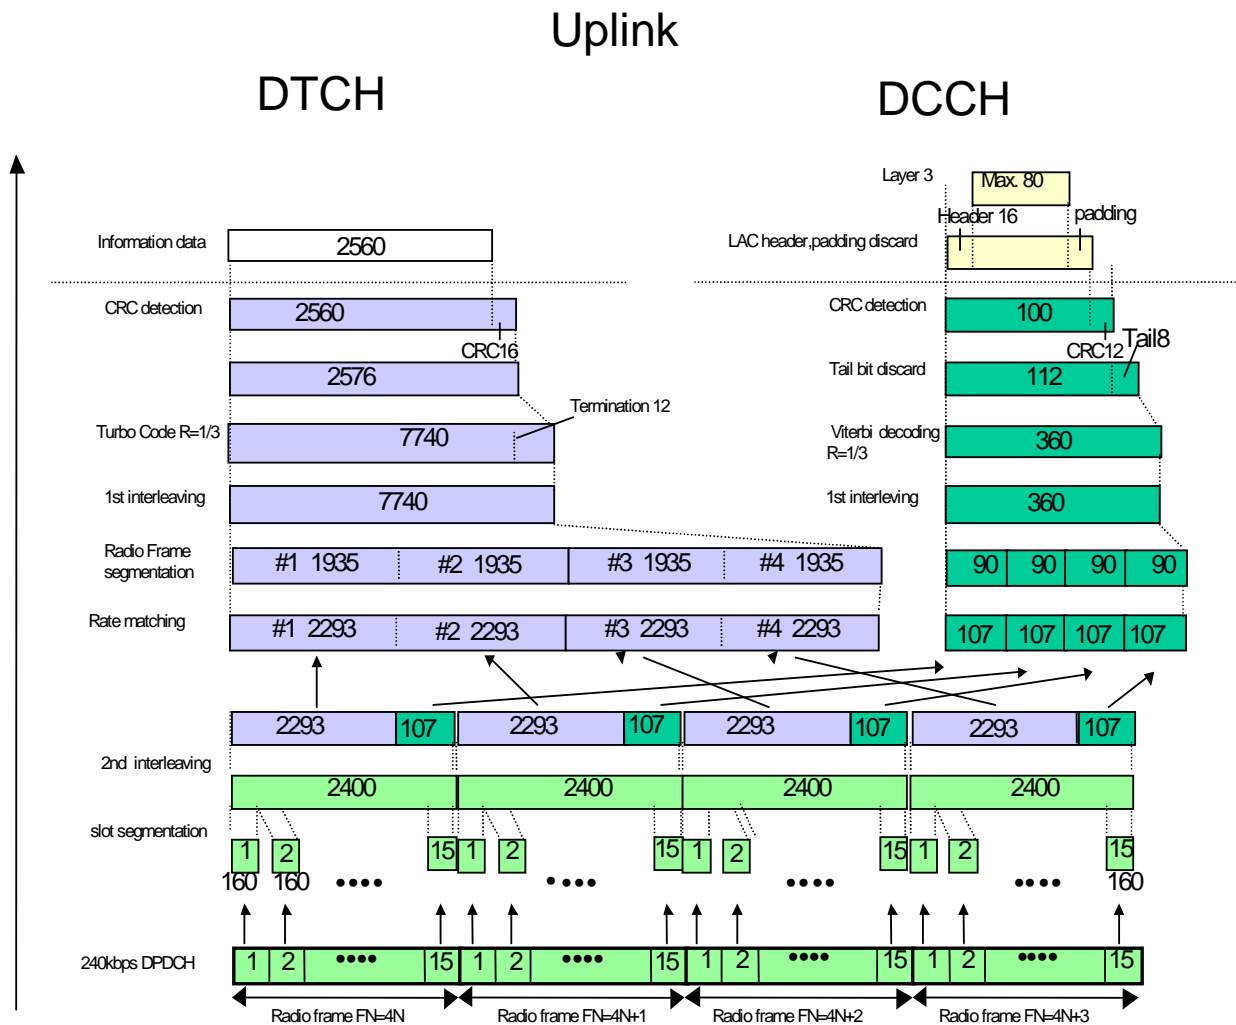 Uplink
DTCH DCCH
Layer 3 Max. 80
Header 16 padding
Information data 2560 LAC header,padding discard
CRC detection 2560 CRC detection 100
CRC16 CRC12 Tail8
2576 Tail bit discard 112
Termination 12
Turbo Code R=1/3 7740 Viterbi decoding R=1/3 360
1st interleaving 7740 1st interleving 360
Radio Frame segmentation #1 1935 #2 1935 #3 1935 #4 1935 90 90 90 90
Rate matching #1 2293 #2 2293 #3 2293 #4 2293 107 107 107 107
2293 107 2293 107 2293 107 2293 107
2nd interleaving
2400 2400 2400 2400
slot segmentation
1 2 15 1 2 15 1 2 15 1 2 15
160 160 •••• •••• •••• •••• 160
240kbps DPDCH 1 2 •••• 15 1 2 •••• 15 1 2 •••• 15 1 2 •••• 15
Radio frame FN=4N Radio frame FN=4N+1 Radio frame FN=4N+2 Radio frame FN=4N+3